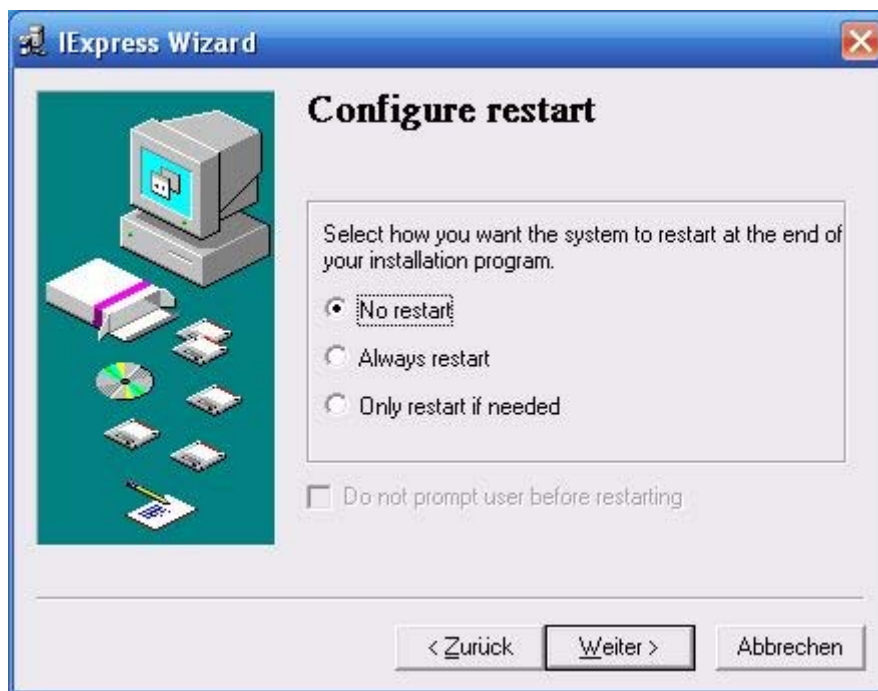 IExpress Wizard
Configure restart
Select how you want the system to restart at the end of
your installation program.
No restart
Always restart
Only restart if needed
Do not prompt user before restarting
< Zurück
Weiter >
Abbrechen